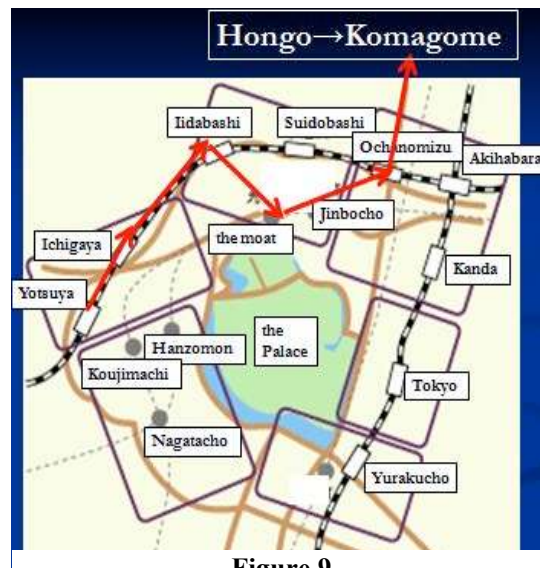 Hongo→Komagome
Iidabashi
Suidobashi
Ochanomizu
Akihabara
Jinbocho
the moat
Ichigaya
Kanda
Yotsuya
the
Palace
Hanzomon
Koujimachi
Tokyo
Nagatacho
Yurakucho
Figure 9